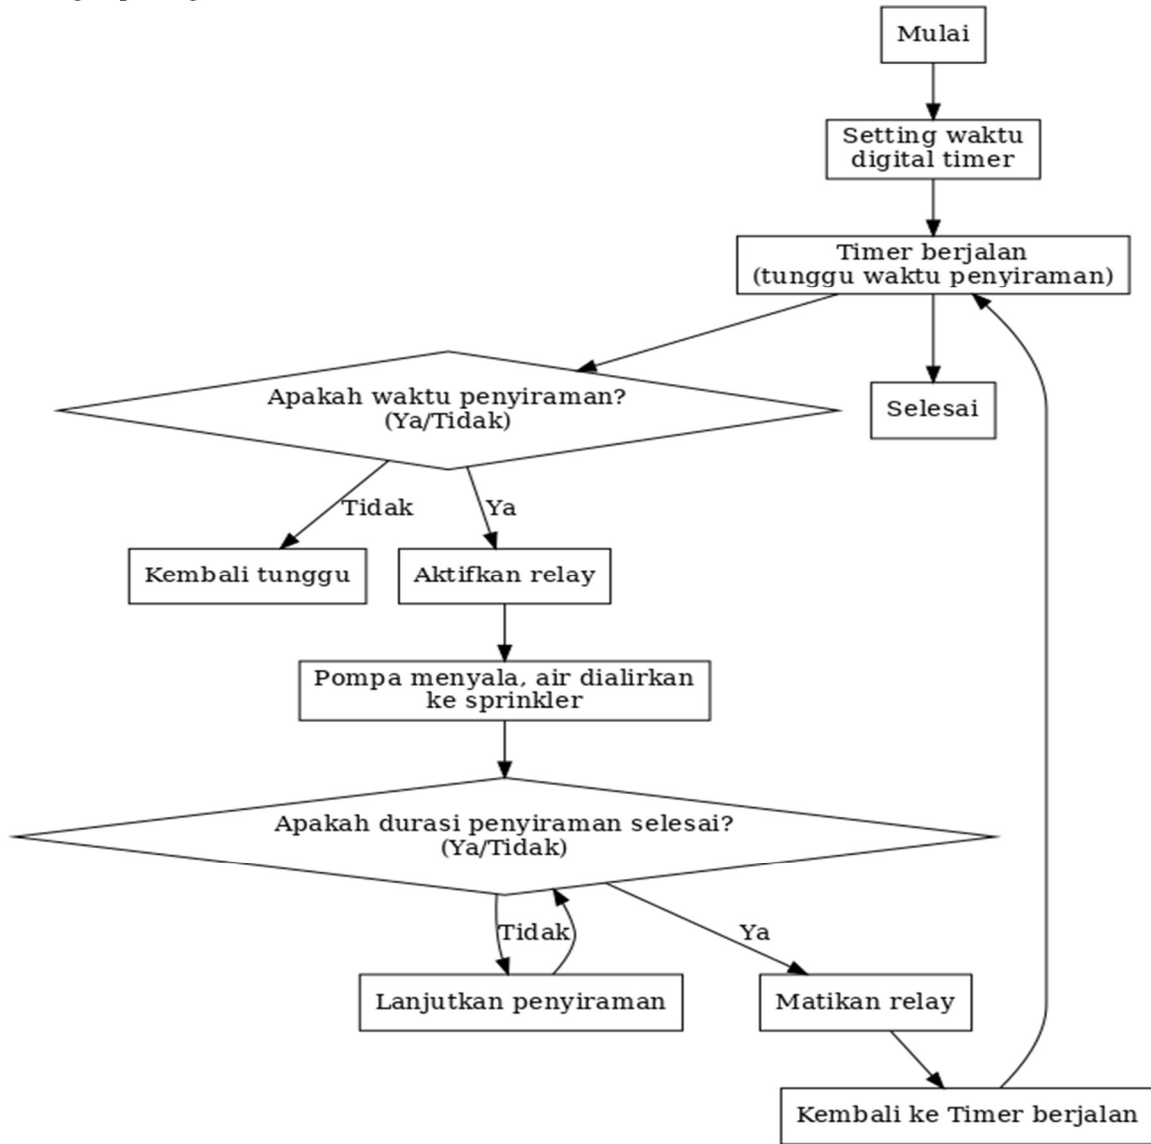 Mulai
Setting waktu
digital timer
Timer berjalan
(tunggu waktu penyiraman)
Apakah waktu penyiraman?
(Ya/Tidak)
Selesai
Tidak
Ya
Kembali tunggu
Aktifkan relay
Pompa menyala, air dialirkan
ke sprinkler
Apakah durasi penyiraman selesai?
(Ya/Tidak)
Tidak
Ya
Lanjutkan penyiraman
Matikan relay
Kembali ke Timer berjalan